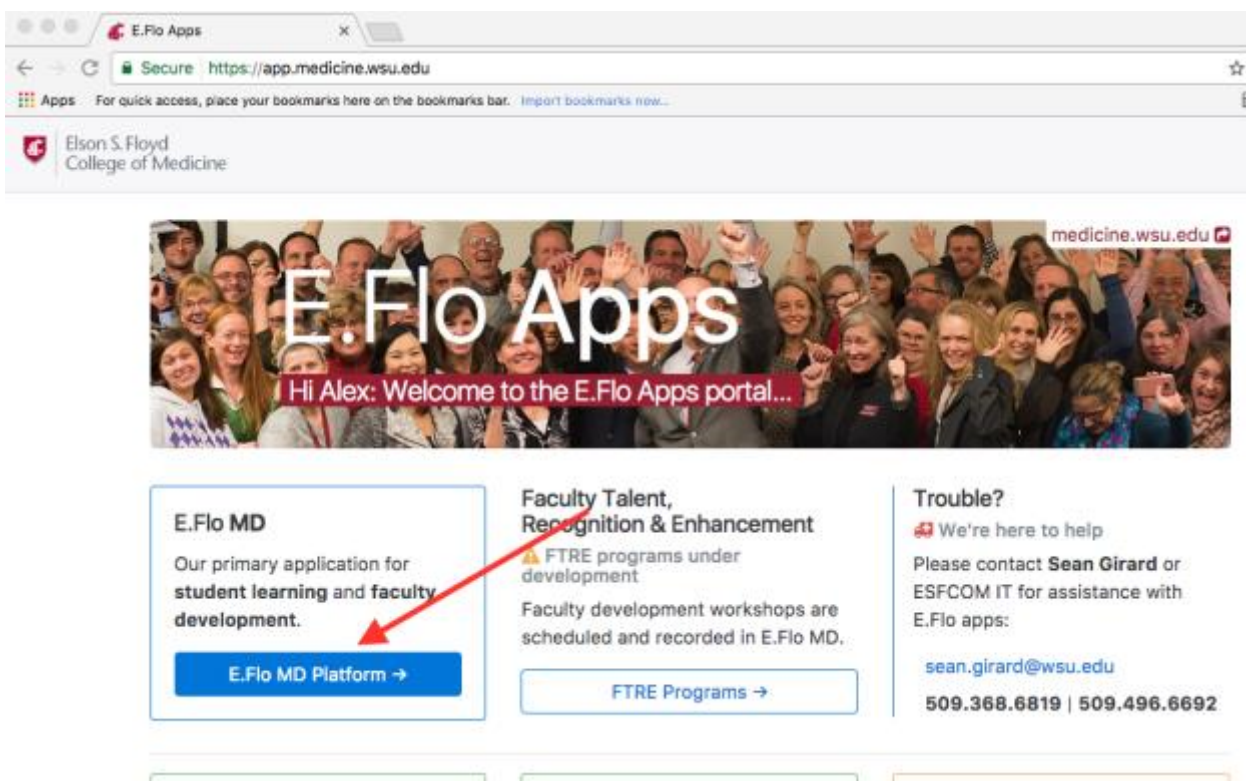 E.Flo Apps
Secure https://app.medicine.wsu.edu
Apps For quick access, place your bookmarks here on the bookmarks bar. Import bookmarks now...
Elson S. Floyd
College of Medicine
medicine.wsu.edu
E.Flo Apps
Hi Alex: Welcome to the E.Flo Apps portal...
E.Flo MD
Our primary application for
student learning and faculty
development.
E.Flo MD Platform →
Faculty Talent,
Recognition & Enhancement
FTRE programs under
development
Faculty development workshops are
scheduled and recorded in E.Flo MD.
FTRE Programs →
Trouble?
We're here to help
Please contact Sean Girard or
ESFCOM IT for assistance with
E.Flo apps:
sean.girard@wsu.edu
509.368.6819 | 509.496.6692